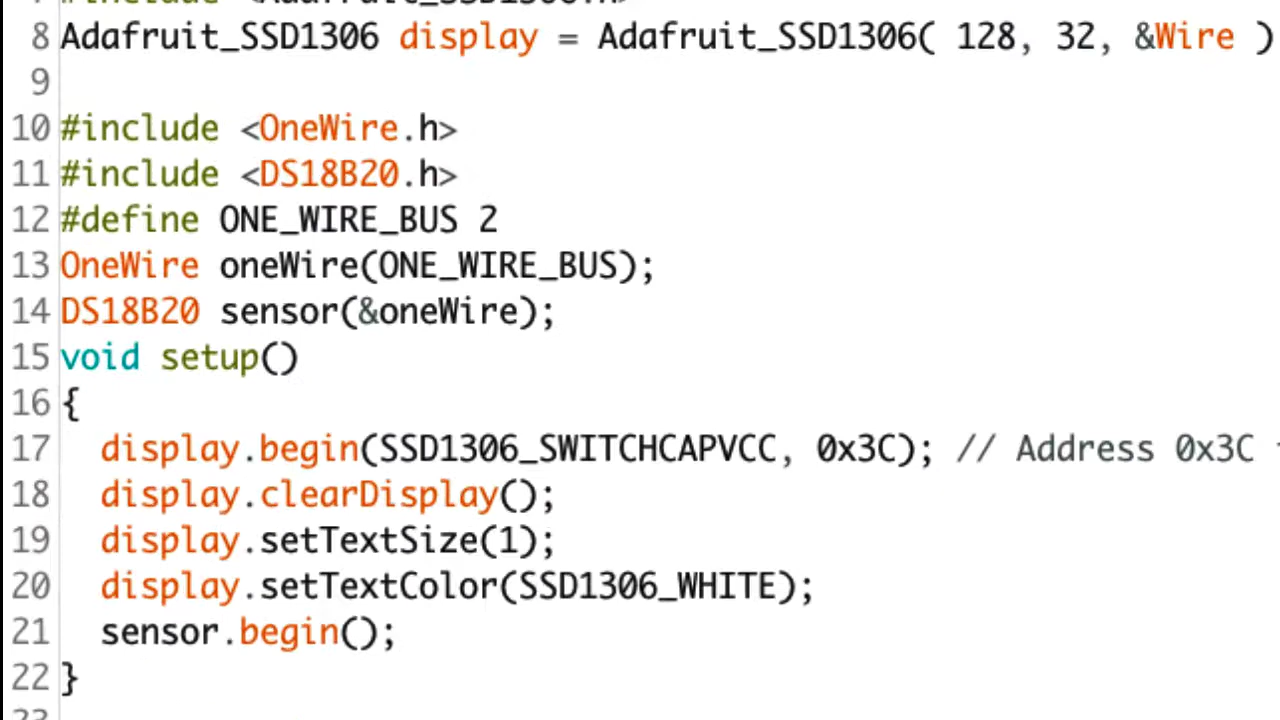 8 Adafruit_SSD1306 display = Adafruit_SSD1306( 128, 32, &Wire )
9
10 #include <OneWire.h>
11 #include <DS18B20.h>
12 #define ONE_WIRE_BUS 2
13 OneWire oneWire(ONE_WIRE_BUS);
14 DS18B20 sensor(&oneWire);
15 void setup()
16 {
17 display.begin(SSD1306_SWITCHCAPVCC, 0x3C); // Address 0x3C
18 display.clearDisplay();
19 display.setTextSize(1);
20 display.setTextColor(SSD1306_WHITE);
21 sensor.begin();
22 }